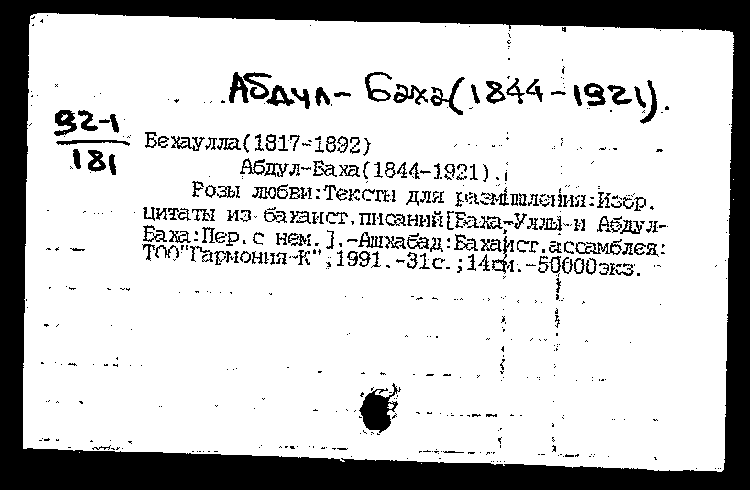 Абдул-Баха(1844-1921).
92-1
181
Бехаулла(1817-1892)
Абдул-Баха(1844-1921).
Розы любви:Тексты для размышления:Избр.
цитаты из бахаист.писаний[Баха-Уллы и Абдул-
Баха:Пер.с нем.].-Ашхабад:Бахаист.ассамблея:
ТОО"Гармония-К",1991.-31с.;14см.-50000экз.